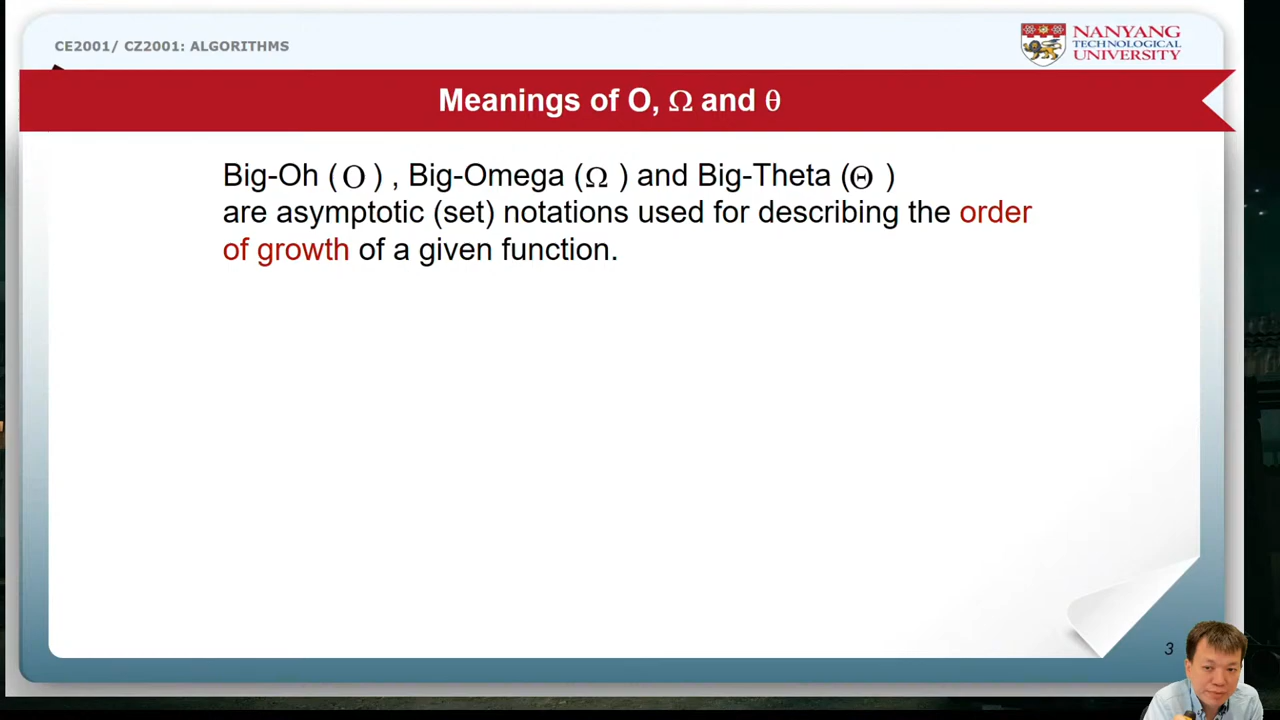 CE2001/ CZ2001: ALGORITHMS
NANYANG
TECHNOLOGICAL
UNIVERSITY
Meanings of O, Ω and θ
Big-Oh ( O ) , Big-Omega (Ω ) and Big-Theta (Θ )
are asymptotic (set) notations used for describing the order
of growth of a given function.
3